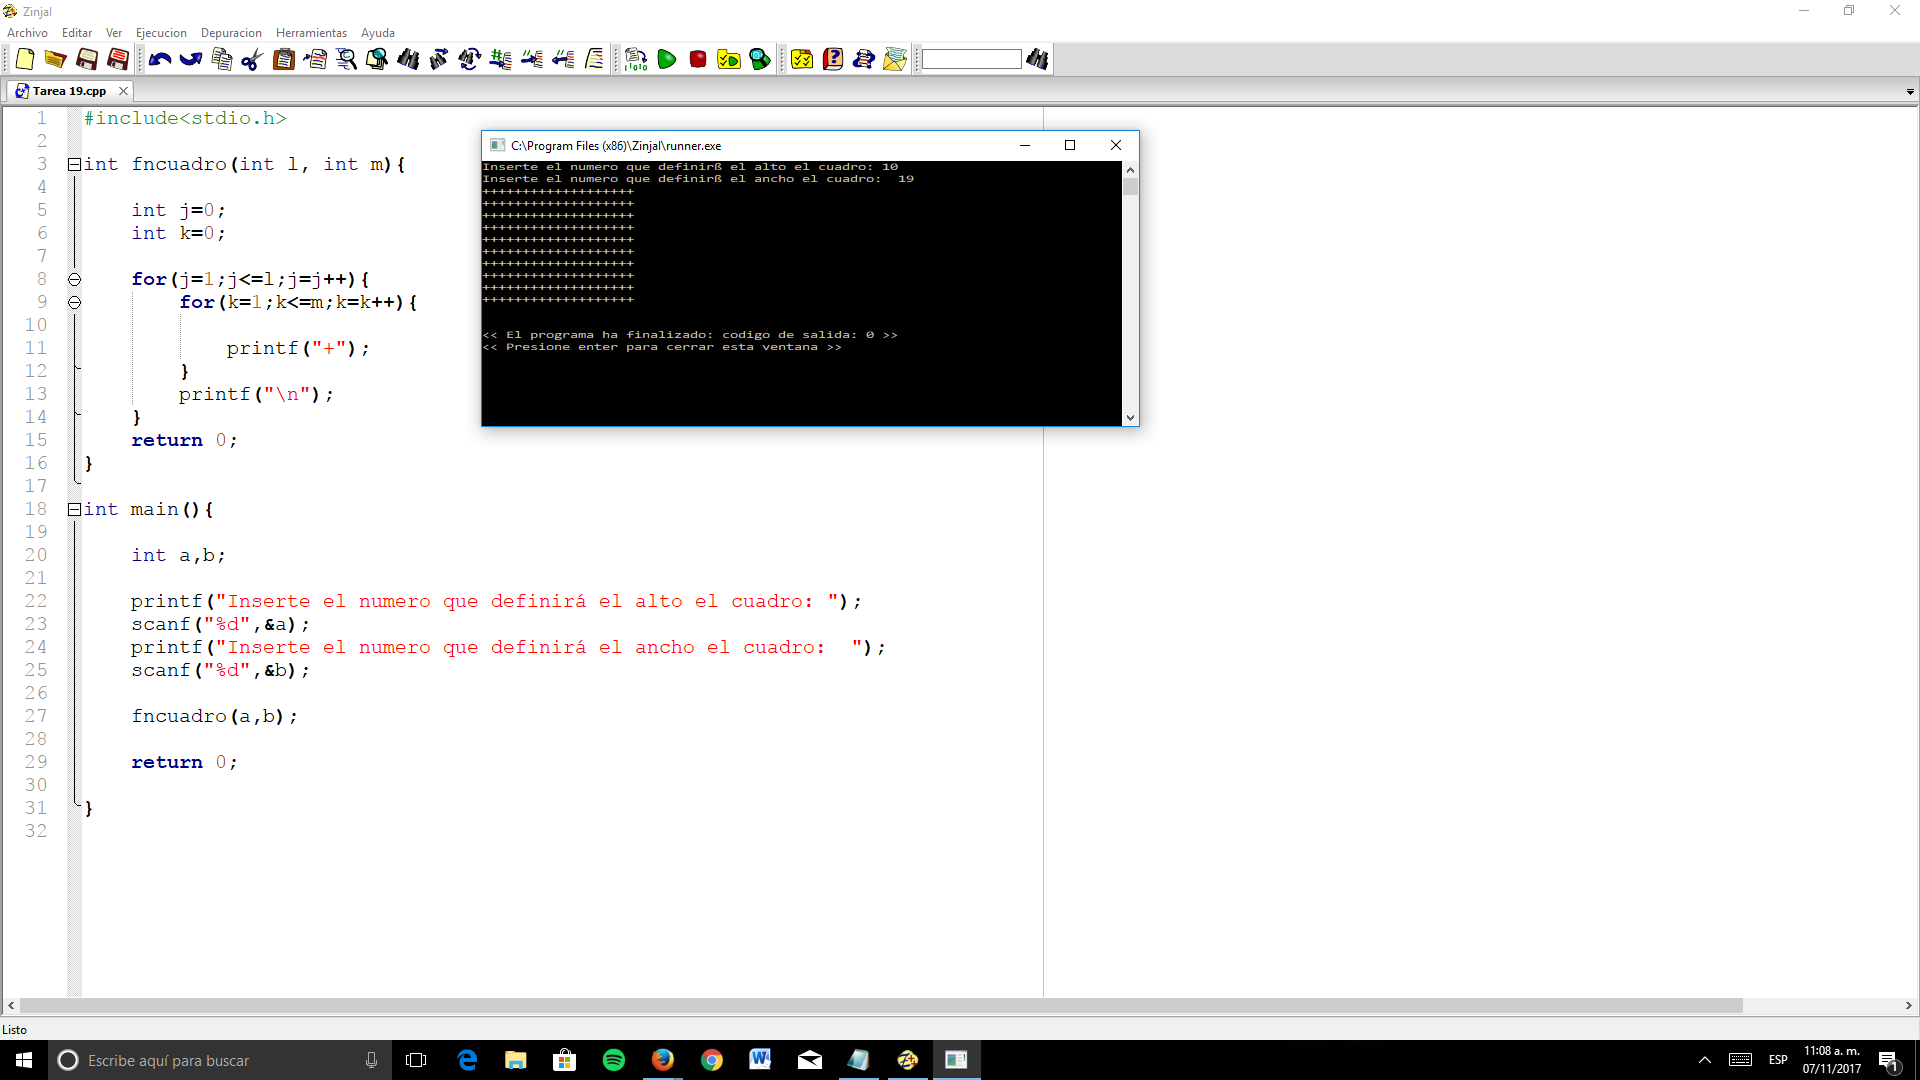 Zinjal
Archivo Editar Ver Ejecucion Depuracion Herramientas Ayuda
Tarea 19.cpp
1 #include<stdio.h>
2
3 int fncuadro(int l, int m){
4
5 int j=0;
6 int k=0;
7
8 for(j=1;j<=l;j=j++){
9 for(k=1;k<=m;k=k++){
10
11 printf("+");
12 }
13 printf("\n");
14 }
15 return 0;
16 }
17
18 int main(){
19
20 int a,b;
21
22 printf("Inserte el numero que definirá el alto el cuadro: ");
23 scanf("%d",&a);
24 printf("Inserte el numero que definirá el ancho el cuadro:  ");
25 scanf("%d",&b);
26
27 fncuadro(a,b);
28
29 return 0;
30
31 }
32
C:\Program Files (x86)\Zinjal\runner.exe
Inserte el numero que definirß el alto el cuadro: 10
Inserte el numero que definirß el ancho el cuadro:  19
+++++++++++++++++++
+++++++++++++++++++
+++++++++++++++++++
+++++++++++++++++++
+++++++++++++++++++
+++++++++++++++++++
+++++++++++++++++++
+++++++++++++++++++
+++++++++++++++++++
+++++++++++++++++++
<< El programa ha finalizado: codigo de salida: 0 >>
<< Presione enter para cerrar esta ventana >>
Listo
Escribe aquí para buscar
ESP
11:08 a. m.
07/11/2017
1